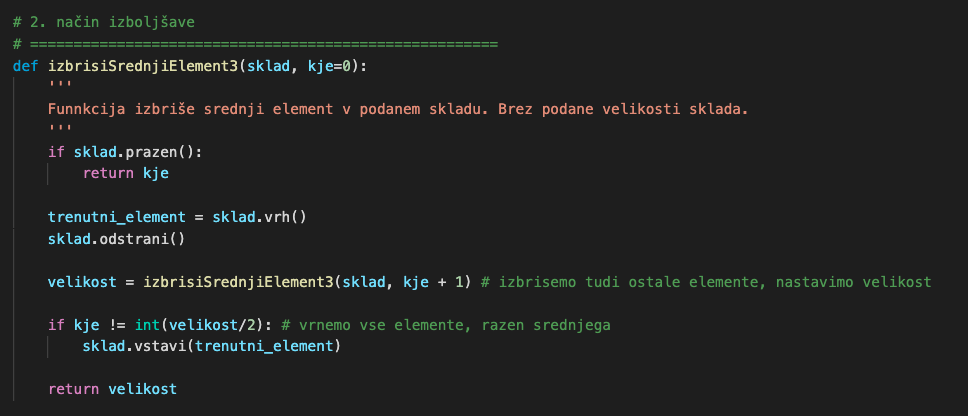 # 2. način izboljšave
# ======================================================
def izbrisiSrednjiElement3(sklad, kje=0):
'''
Funnkcija izbriše srednji element v podanem skladu. Brez podane velikosti sklada.
'''
if sklad.prazen():
return kje
trenutni_element = sklad.vrh()
sklad.odstrani()
velikost = izbrisiSrednjiElement3(sklad, kje + 1) # izbrisemo tudi ostale elemente, nastavimo velikost
if kje != int(velikost/2): # vrnemo vse elemente, razen srednjega
sklad.vstavi(trenutni_element)
return velikost